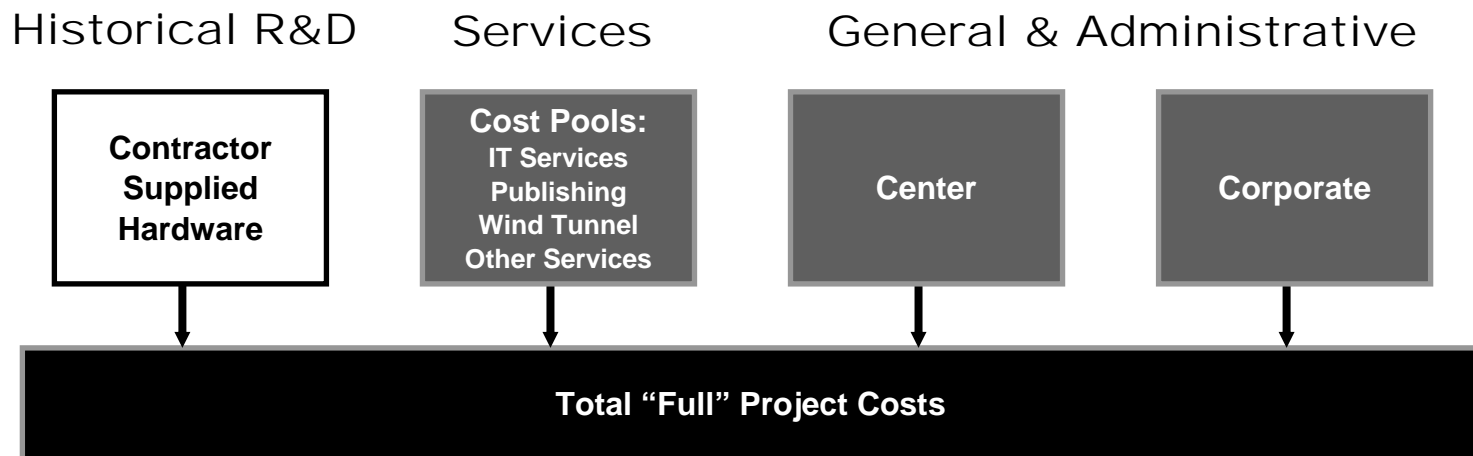 Historical R&D
Services
General & Administrative
Contractor
Supplied
Hardware
Cost Pools:
IT Services
Publishing
Wind Tunnel
Other Services
Center
Corporate
Total “Full” Project Costs